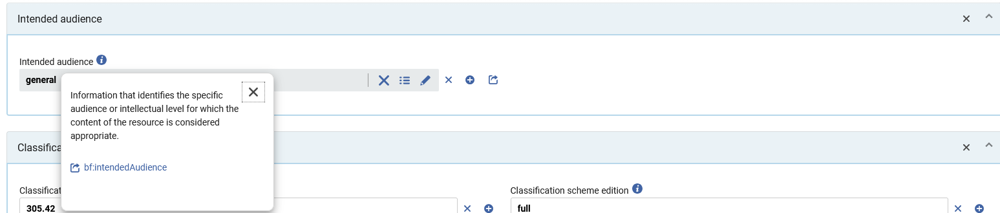 Intended audience
Intended audience
general
Information that identifies the specific
audience or intellectual level for which the
content of the resource is considered
appropriate.
bf:intendedAudience
Classifica
Classificat
Classification scheme edition
305.42
full